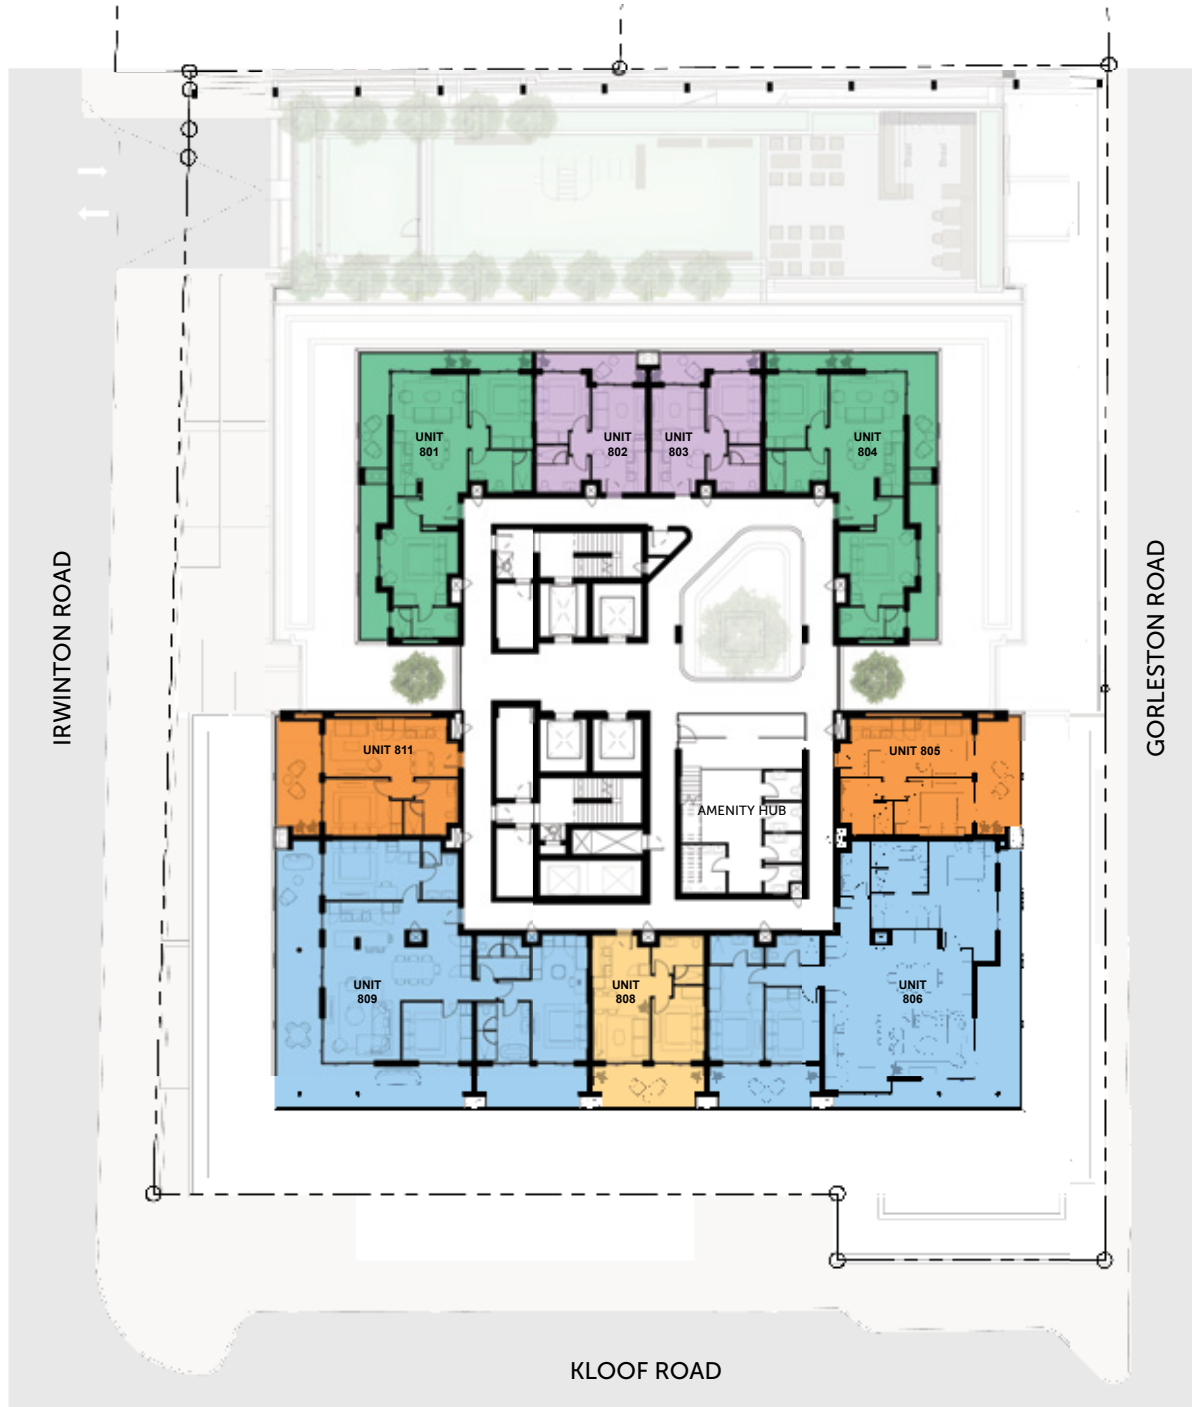 UNIT
801
UNIT
802
UNIT
803
UNIT
804
IRWINTON ROAD
GORLESTON ROAD
UNIT 811
UNIT 805
AMENITY HUB
UNIT
809
UNIT
808
UNIT
806
KLOOF ROAD